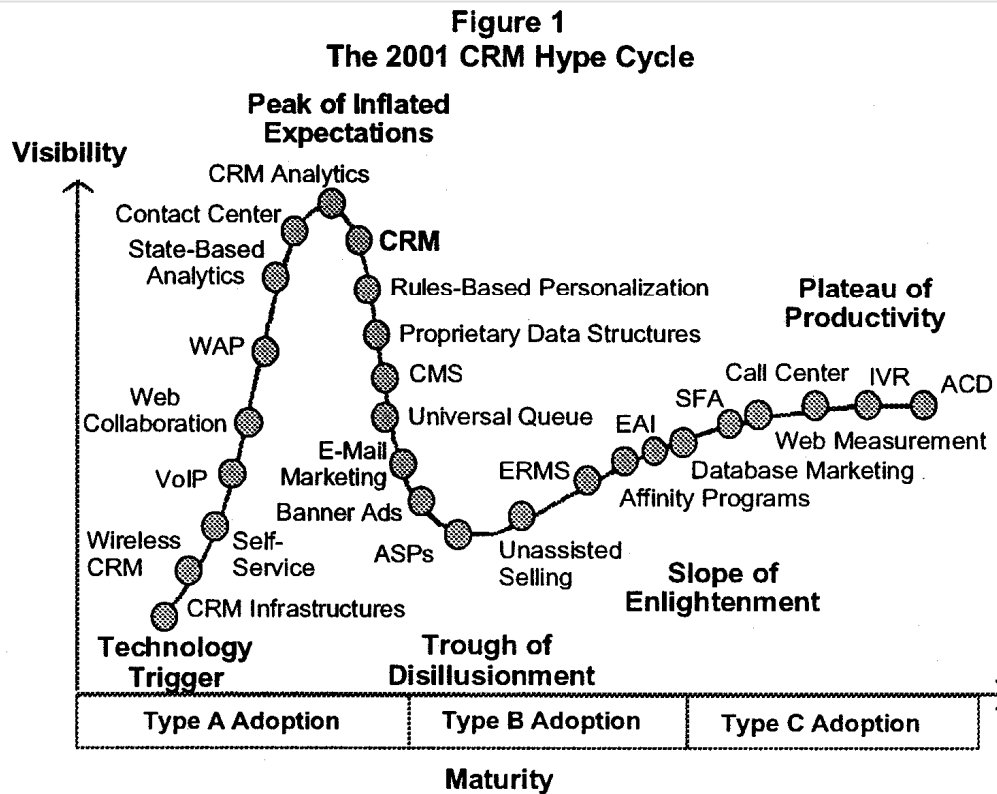 Figure 1
The 2001 CRM Hype Cycle
Peak of Inflated
Expectations
Visibility
CRM Analytics
Contact Center
CRM
State-Based
Analytics
Rules-Based Personalization
Plateau of
Productivity
Proprietary Data Structures
WAP
CMS
Call Center
IVR
ACD
Web
Collaboration
Universal Queue
SFA
EAI
Web Measurement
E-Mail
Marketing
VoIP
ERMS
Database Marketing
Affinity Programs
Banner Ads
Wireless
CRM
Self-
Service
ASPs
Unassisted
Selling
Slope of
Enlightenment
CRM Infrastructures
Technology
Trigger
Trough of
Disillusionment
Type A Adoption
Type B Adoption
Type C Adoption
Maturity